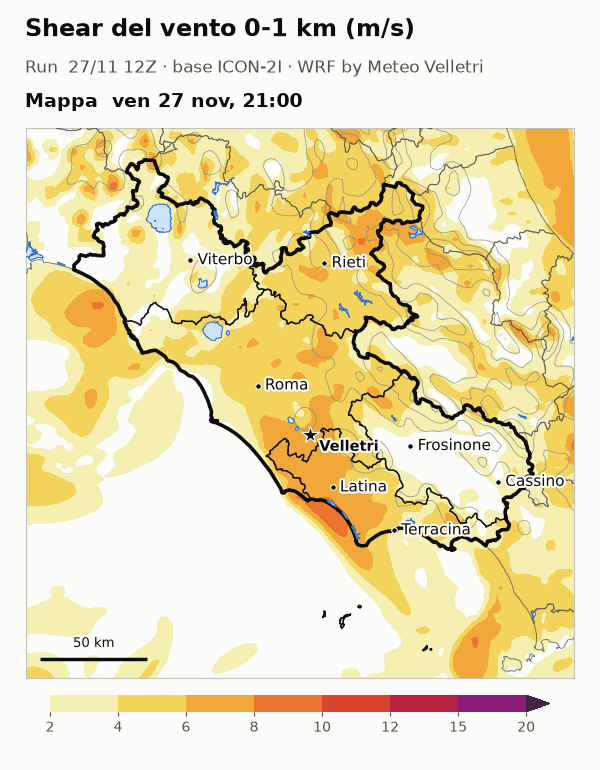 Shear del vento 0-1 km (m/s)
Run  27/11 12Z · base ICON-2I · WRF by Meteo Velletri
Mappa  ven 27 nov, 21:00
Viterbo
Rieti
Roma
Velletri
Frosinone
Latina
Cassino
Terracina
50 km
2 4 6 8 10 12 15 20